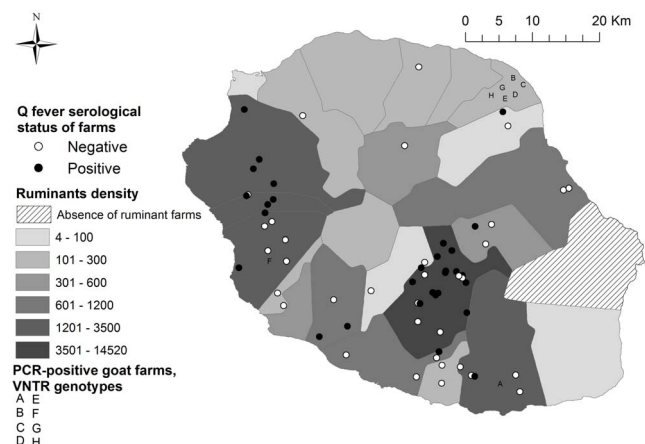 N
0 5 10 20 Km
Q fever serological
status of farms
Negative
Positive
Ruminants density
Absence of ruminant farms
4 - 100
101 - 300
301 - 600
601 - 1200
1201 - 3500
3501 - 14520
PCR-positive goat farms,
VNTR genotypes
A E
B F
C G
D H
B
G C
H E D
F
A